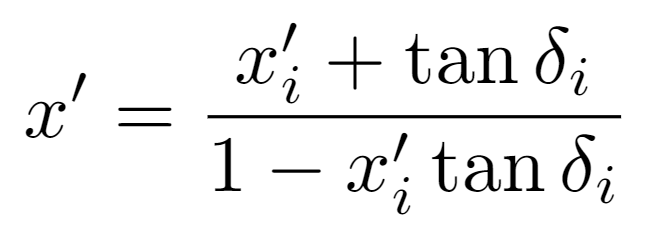 x' = \frac{x'_i + \tan \delta_i}{1 - x'_i \tan \delta_i}